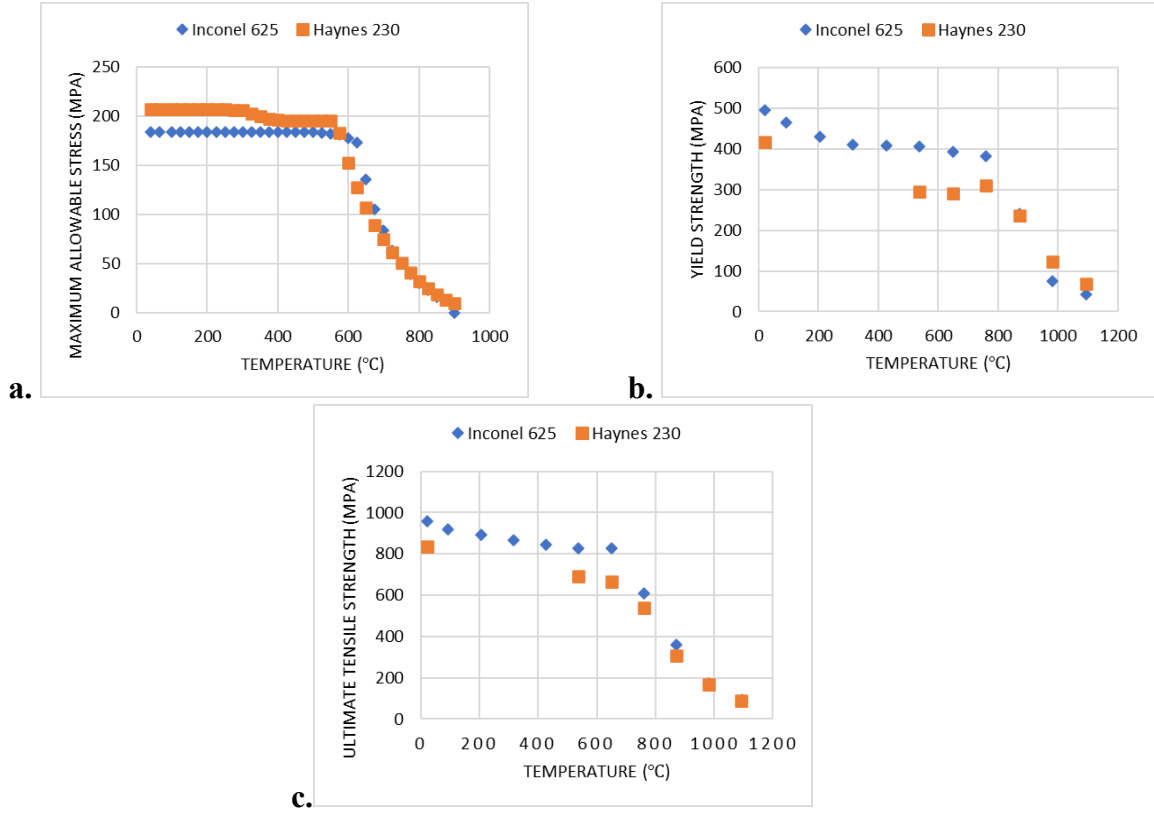 Inconel 625 Haynes 230
MAXIMUM ALLOWABLE STRESS (MPA)
250
200
150
100
50
0
0 200 400 600 800 1000
TEMPERATURE (°C)
a.
Inconel 625 Haynes 230
YIELD STRENGTH (MPA)
600
500
400
300
200
100
0
0 200 400 600 800 1000 1200
TEMPERATURE (°C)
b.
Inconel 625 Haynes 230
ULTIMATE TENSILE STRENGTH (MPA)
1200
1000
800
600
400
200
0
0 200 400 600 800 1000 1200
TEMPERATURE (°C)
c.